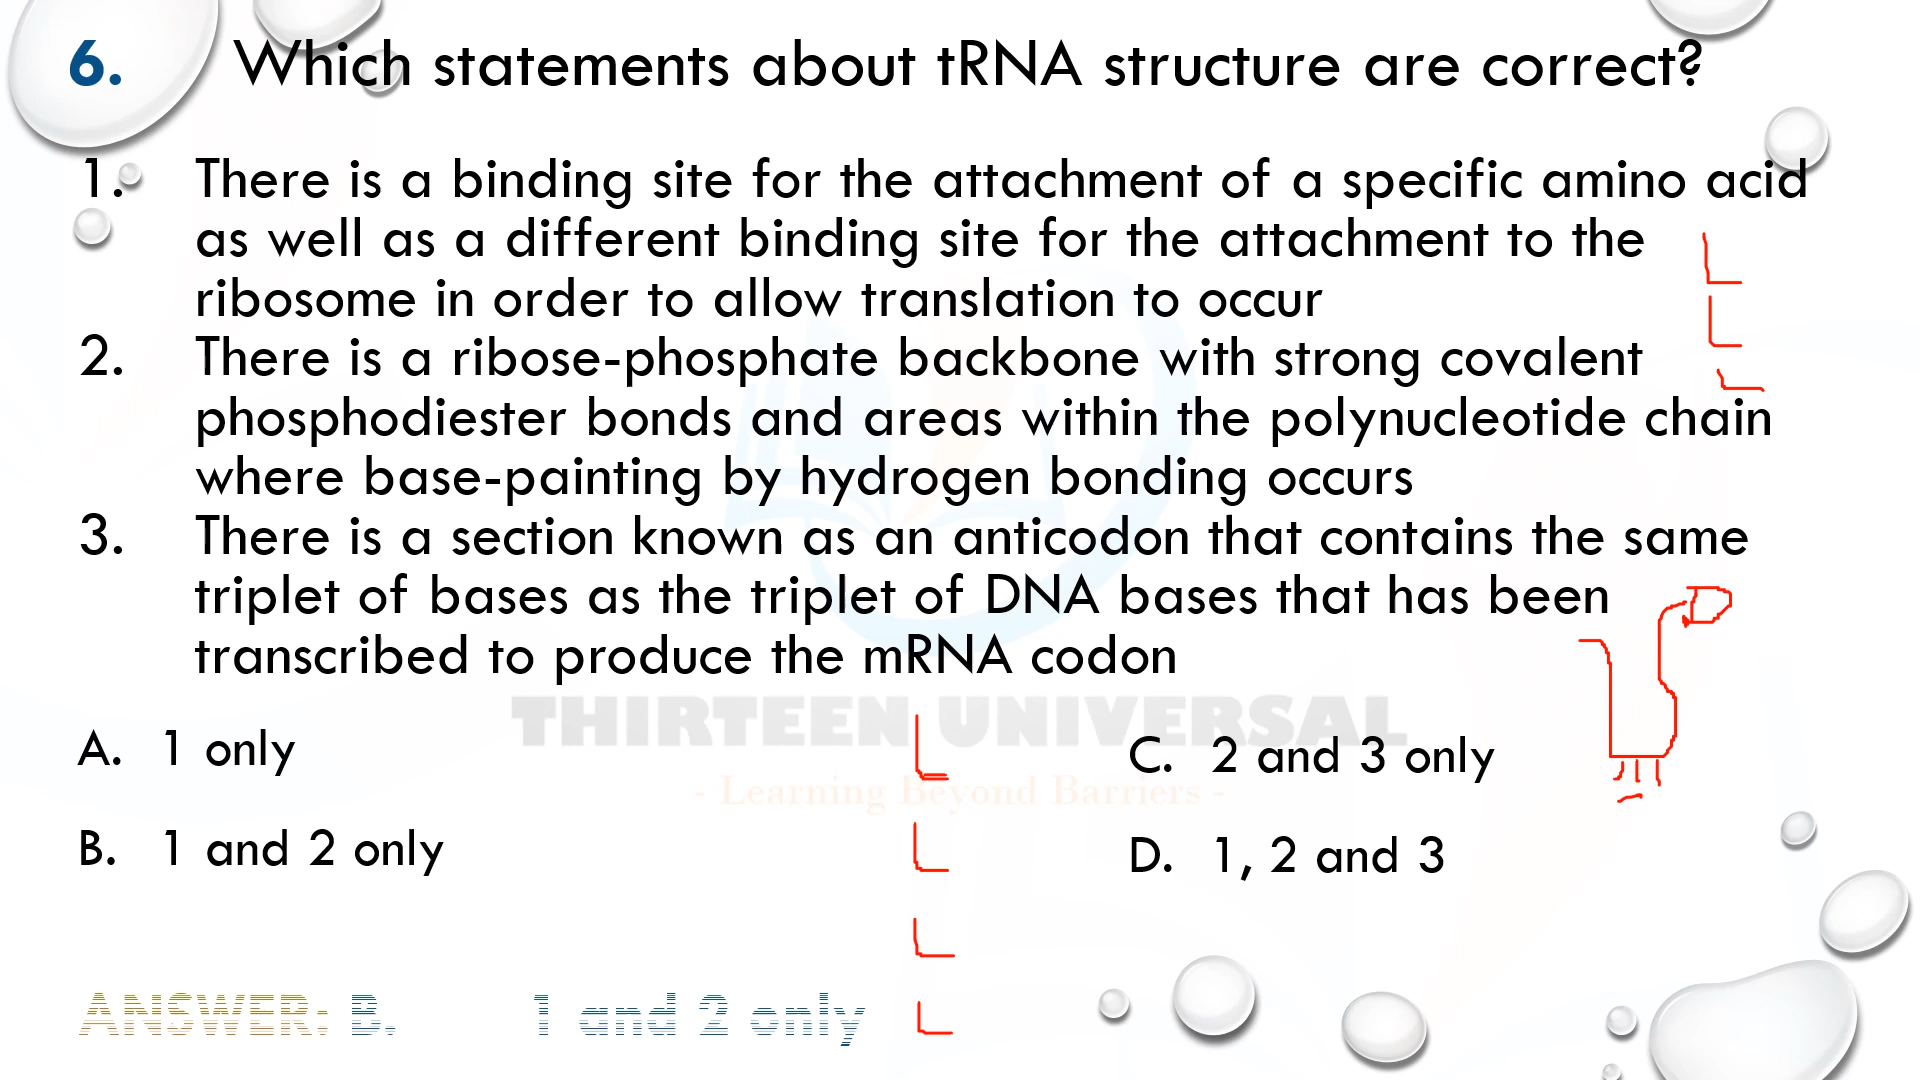 6. Which statements about tRNA structure are correct?
1. There is a binding site for the attachment of a specific amino acid
as well as a different binding site for the attachment to the
ribosome in order to allow translation to occur
2. There is a ribose-phosphate backbone with strong covalent
phosphodiester bonds and areas within the polynucleotide chain
where base-painting by hydrogen bonding occurs
3. There is a section known as an anticodon that contains the same
triplet of bases as the triplet of DNA bases that has been
transcribed to produce the mRNA codon
THIRTEEN UNIVERSAL
- Learning Beyond Barriers -
A. 1 only
B. 1 and 2 only
C. 2 and 3 only
D. 1, 2 and 3
ANSWER: B. 1 and 2 only